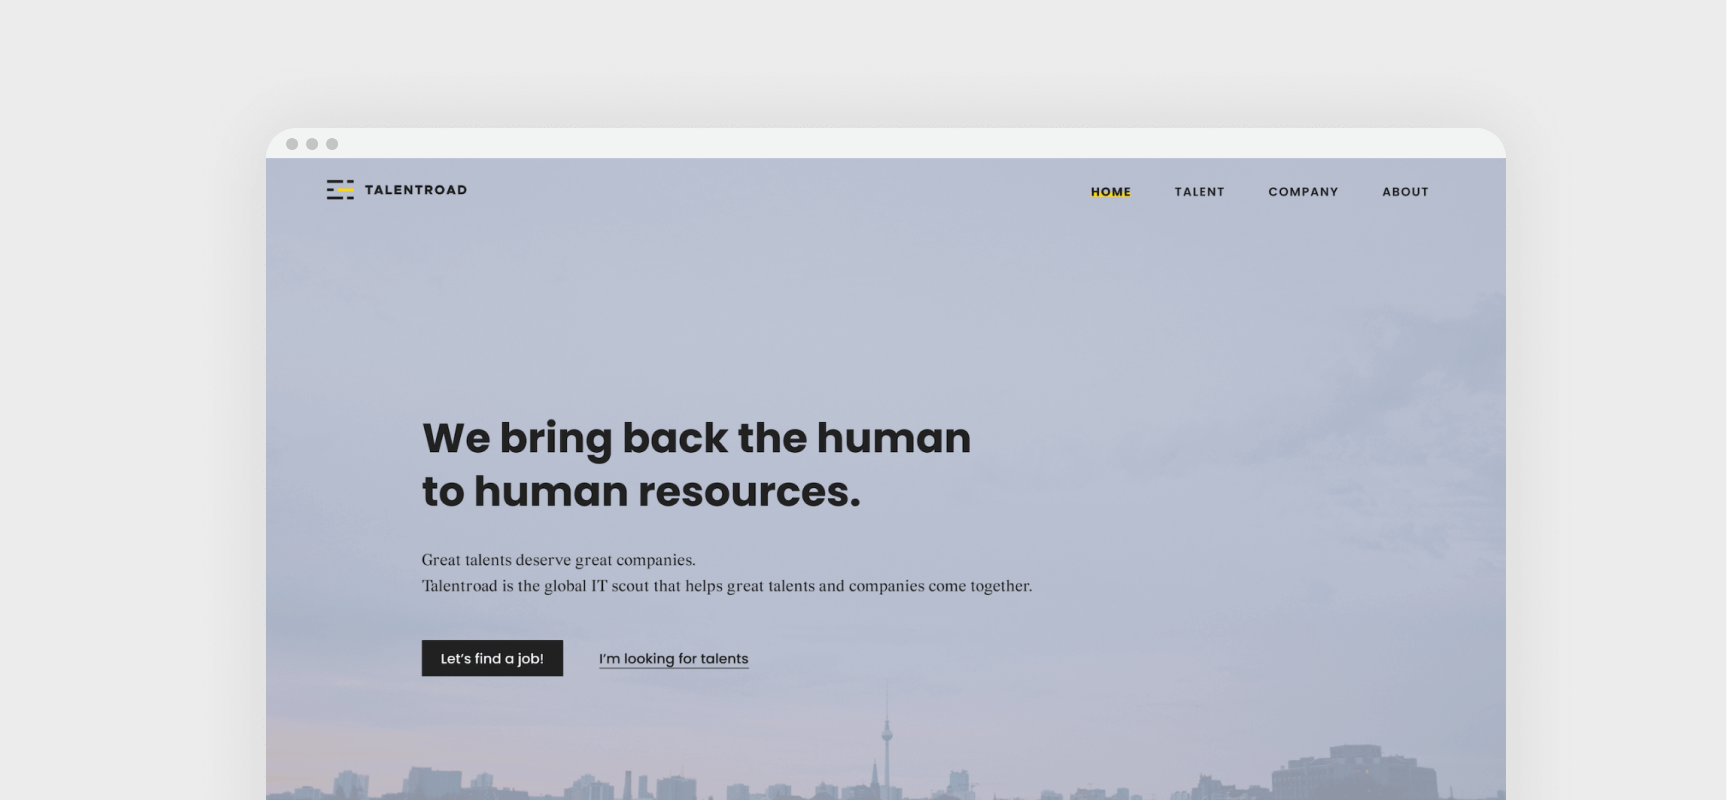 TALENTROAD
HOME TALENT COMPANY ABOUT
We bring back the human
to human resources.
Great talents deserve great companies.
Talentroad is the global IT scout that helps great talents and companies come together.
Let’s find a job! I’m looking for talents